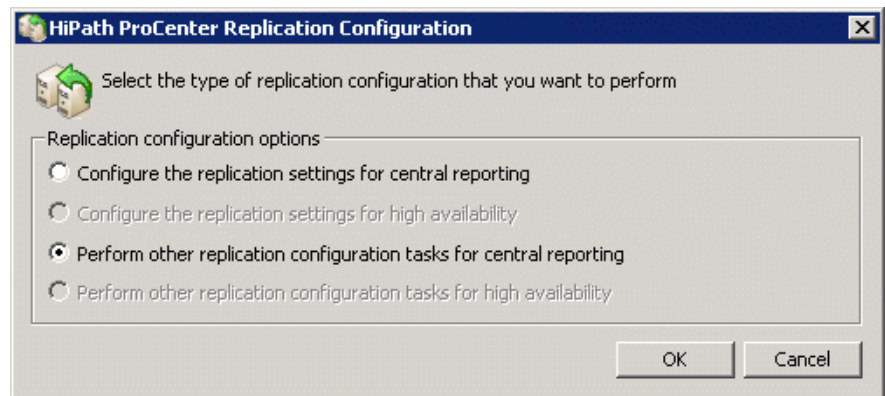 HiPath ProCenter Replication Configuration
Select the type of replication configuration that you want to perform
Replication configuration options
Configure the replication settings for central reporting
Configure the replication settings for high availability
Perform other replication configuration tasks for central reporting
Perform other replication configuration tasks for high availability
OK Cancel